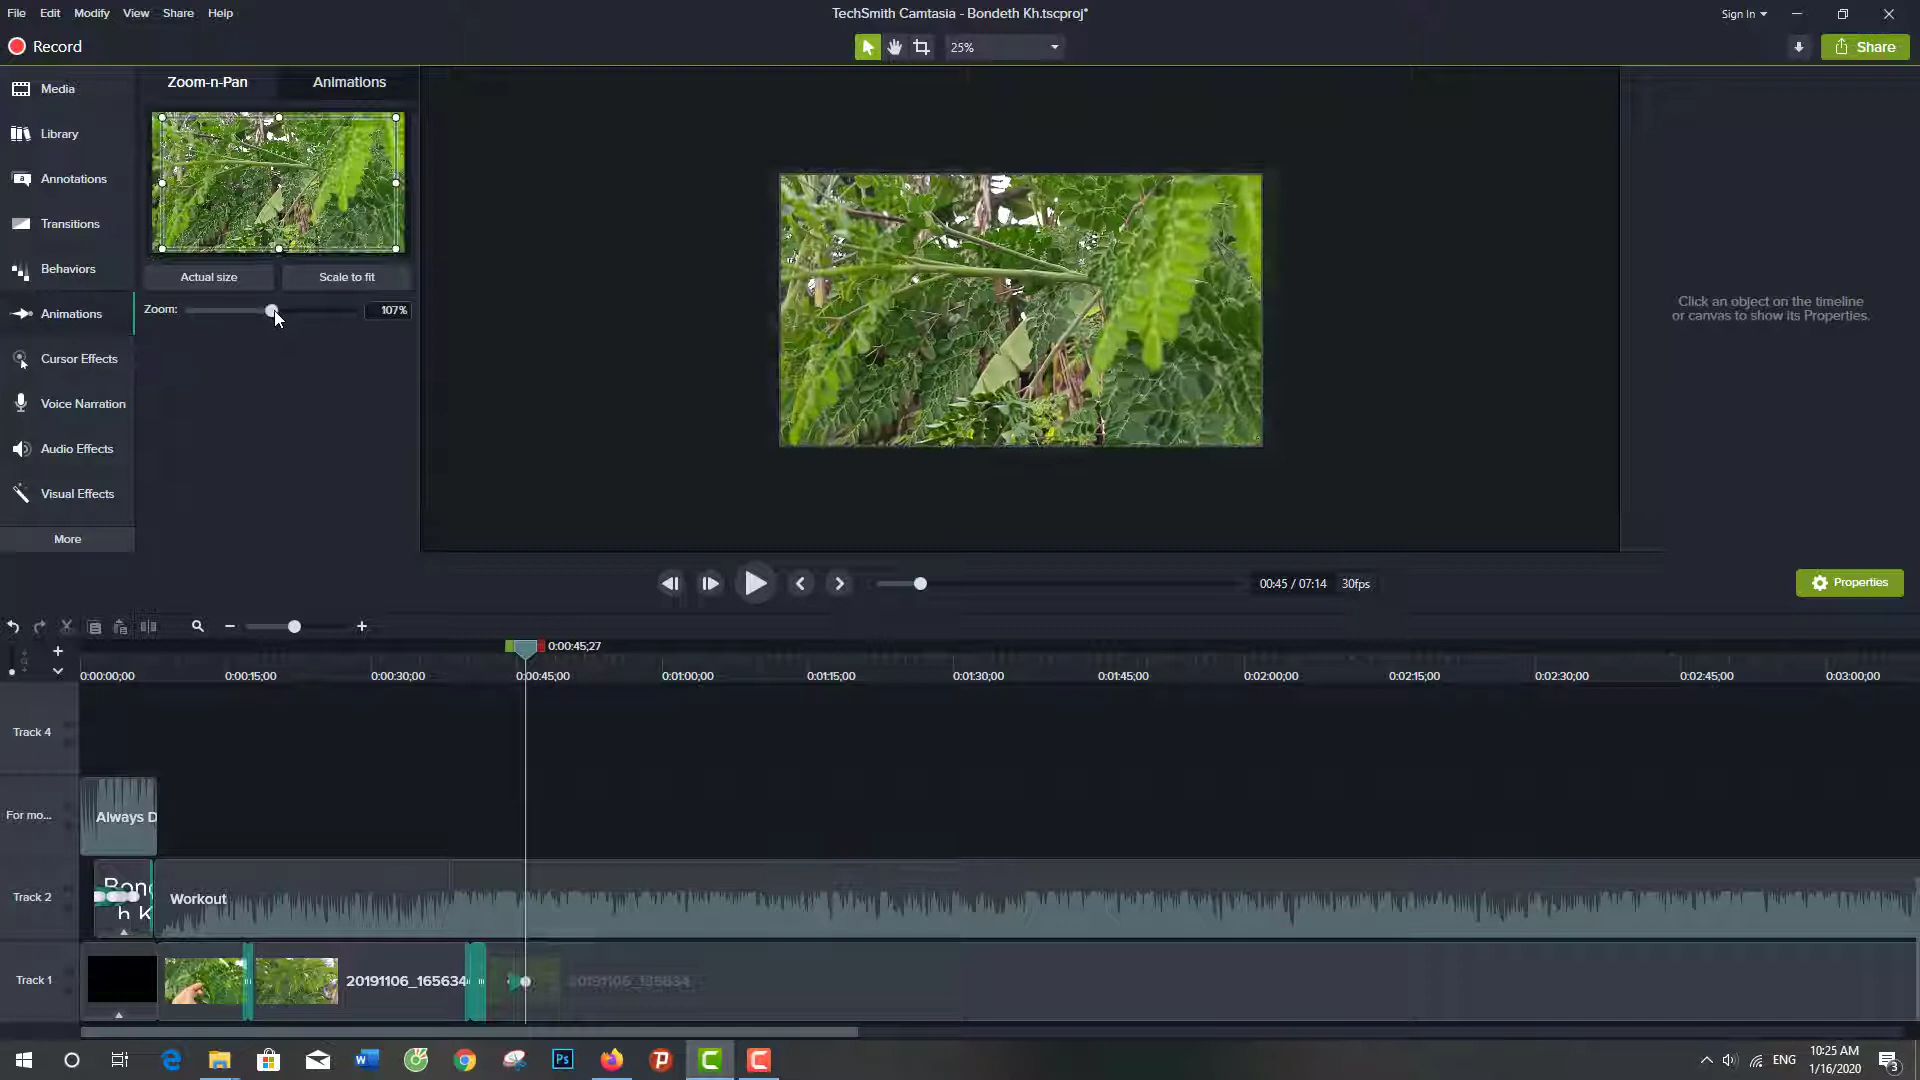 File Edit Modify View Share Help
TechSmith Camtasia - Bondeth Kh.tscproj*
Sign In
Record
25%
Share
Media
Library
Annotations
Transitions
Behaviors
Animations
Cursor Effects
Voice Narration
Audio Effects
Visual Effects
More
Zoom-n-Pan Animations
Actual size Scale to fit
Zoom: 107%
Click an object on the timeline
or canvas to show its Properties.
00:45 / 07:14 30fps
Properties
0:00:45;27
0:00:00;00 0:00:15;00 0:00:30;00 0:00:45;00 0:01:00;00 0:01:15;00 0:01:30;00 0:01:45;00 0:02:00;00 0:02:15;00 0:02:30;00 0:02:45;00 0:03:00;00
Track 4
For mo...
Always D
Track 2
Bond
h K
Workout
Track 1
20191106_165634
20191106_165634
ENG
10:25 AM
1/16/2020
3